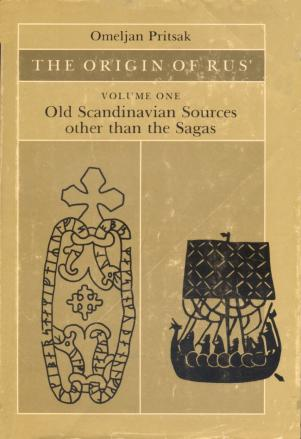 Omeljan Pritsak
THE ORIGIN OF RUS'
VOLUME ONE
Old Scandinavian Sources
other than the Sagas